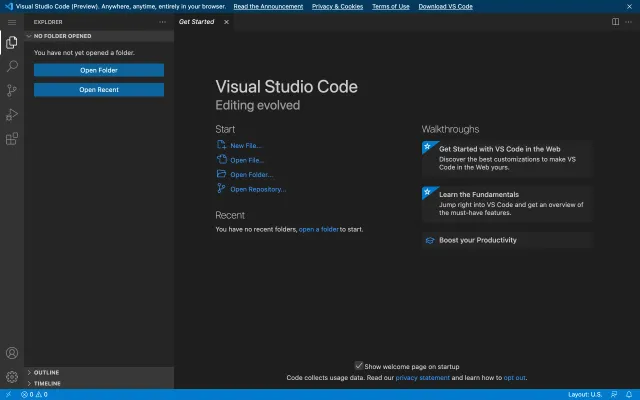 Visual Studio Code (Preview). Anywhere, anytime, entirely in your browser. Read the Announcement Privacy & Cookies Terms of Use Download VS Code
EXPLORER
Get Started
NO FOLDER OPENED
You have not yet opened a folder.
Open Folder
Open Recent
Visual Studio Code
Editing evolved
Start
New File...
Open File...
Open Folder...
Open Repository...
Recent
You have no recent folders, open a folder to start.
Walkthroughs
Get Started with VS Code in the Web
Discover the best customizations to make VS
Code in the Web yours.
Learn the Fundamentals
Jump right into VS Code and get an overview of
the must-have features.
Boost your Productivity
Show welcome page on startup
Code collects usage data. Read our privacy statement and learn how to opt out.
OUTLINE
TIMELINE
0 0
Layout: U.S.